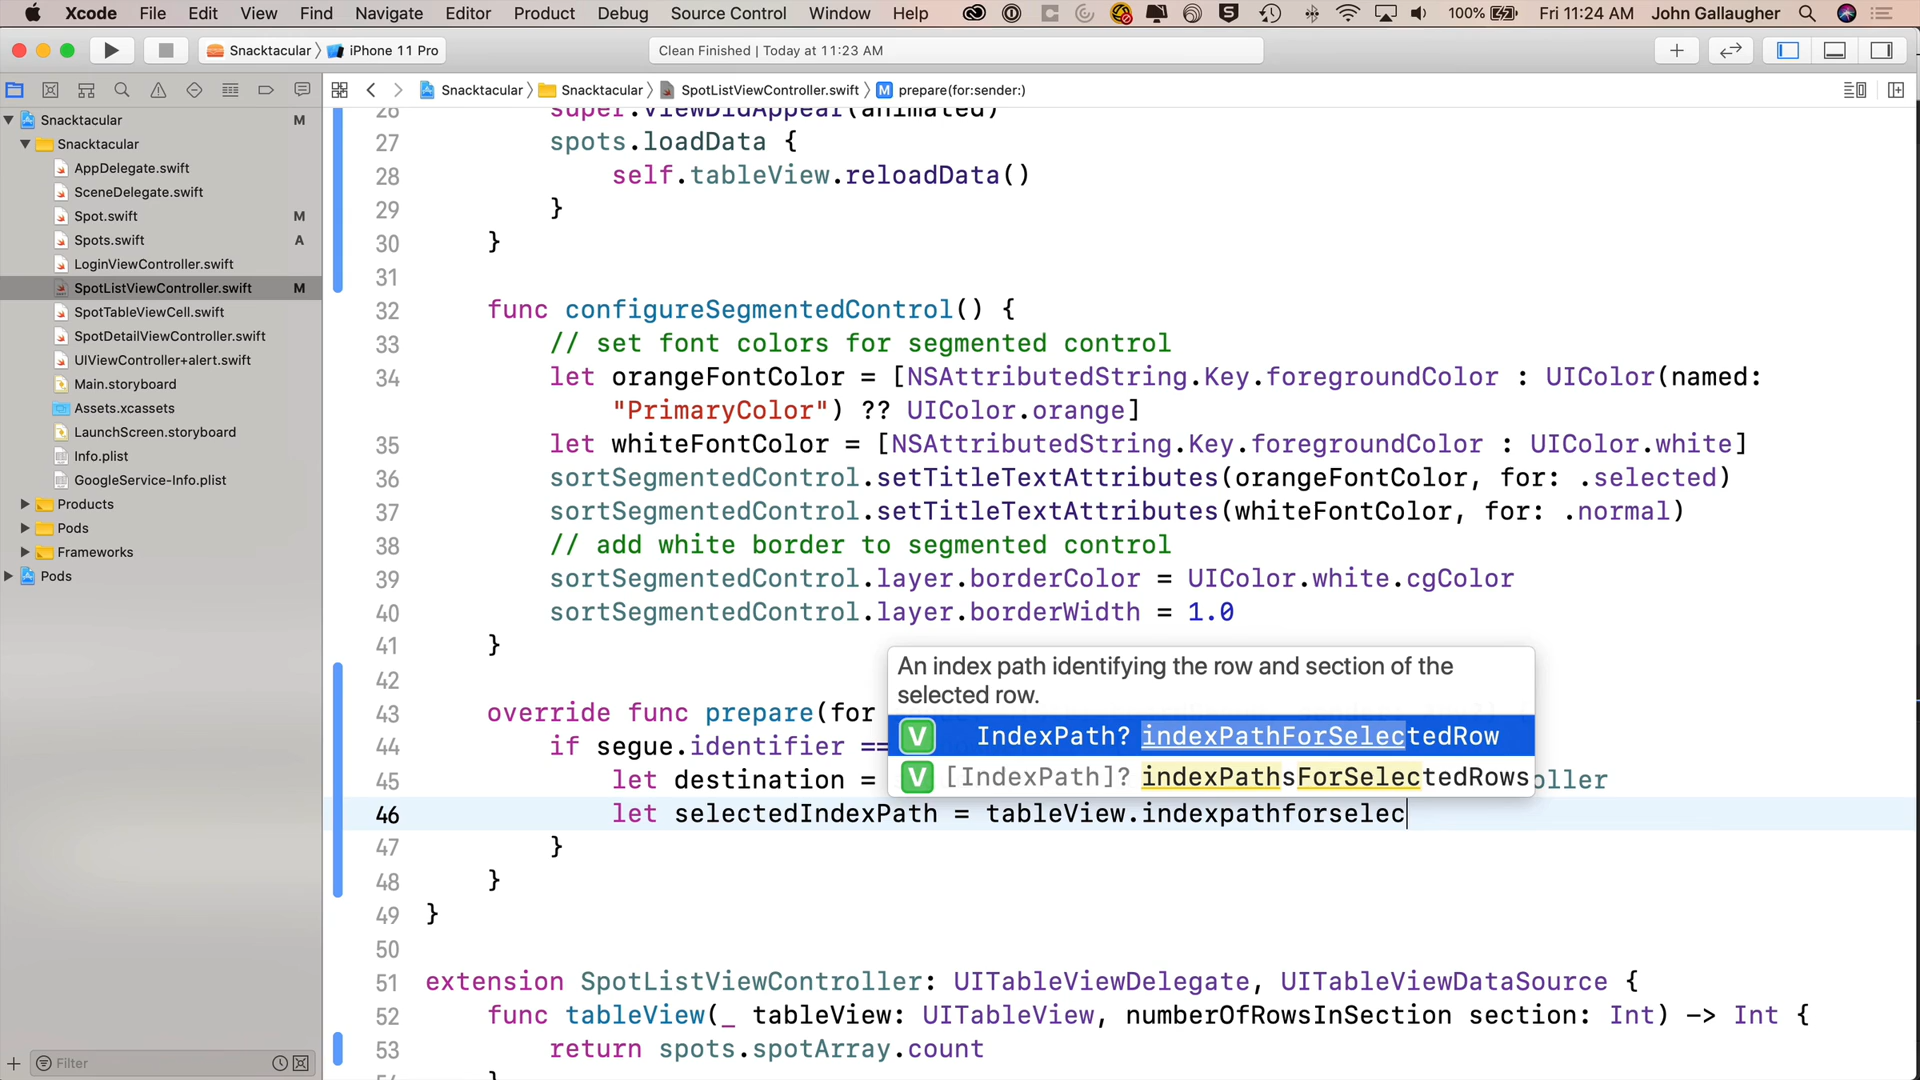 Xcode File Edit View Find Navigate Editor Product Debug Source Control Window Help 100% Fri 11:24 AM John Gallaugher
Snacktacular iPhone 11 Pro Clean Finished | Today at 11:23 AM
Snacktacular Snacktacular SpotListViewController.swift M prepare(for:sender:)
Snacktacular M
Snacktacular
AppDelegate.swift
SceneDelegate.swift
Spot.swift M
Spots.swift A
LoginViewController.swift
SpotListViewController.swift M
SpotTableViewCell.swift
SpotDetailViewController.swift
UIViewController+alert.swift
Main.storyboard
Assets.xcassets
LaunchScreen.storyboard
Info.plist
GoogleService-Info.plist
Products
Pods
Frameworks
Pods
Filter
26 super.viewDidAppear(animated)
27 spots.loadData {
28 self.tableView.reloadData()
29 }
30 }
31
32 func configureSegmentedControl() {
33 // set font colors for segmented control
34 let orangeFontColor = [NSAttributedString.Key.foregroundColor : UIColor(named:
"PrimaryColor") ?? UIColor.orange]
35 let whiteFontColor = [NSAttributedString.Key.foregroundColor : UIColor.white]
36 sortSegmentedControl.setTitleTextAttributes(orangeFontColor, for: .selected)
37 sortSegmentedControl.setTitleTextAttributes(whiteFontColor, for: .normal)
38 // add white border to segmented control
39 sortSegmentedControl.layer.borderColor = UIColor.white.cgColor
40 sortSegmentedControl.layer.borderWidth = 1.0
41 }
42
An index path identifying the row and section of the
selected row.
V IndexPath? indexPathForSelectedRow
V [IndexPath]? indexPathsForSelectedRows
43 override func prepare(for
44 if segue.identifier ==
45 let destination = oller
46 let selectedIndexPath = tableView.indexpathforselec
47 }
48 }
49 }
50
51 extension SpotListViewController: UITableViewDelegate, UITableViewDataSource {
52 func tableView(_ tableView: UITableView, numberOfRowsInSection section: Int) -> Int {
53 return spots.spotArray.count
54 }